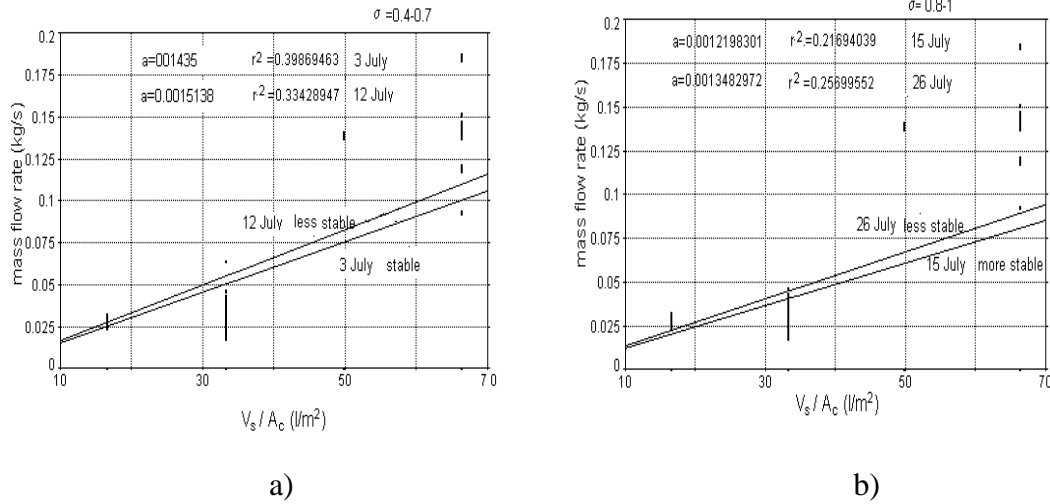 σ =0.4-0.7
0.2
0.175
0.15
0.125
0.1
0.075
0.05
0.025
0
mass flow rate (kg/s)
a=001435 r²=0.39869463 3 July
a=0.0015138 r²=0.33428947 12 July
12 July less stable
3 July stable
10 30 50 7 0
Vs / Ac (l/m²)
a)
σ= 0.8-1
0.2
0.175
0.15
0.125
0.1
0.075
0.05
0.025
0
mass flow rate (kg/s)
a=0.0012198301 r²=0.21694039 15 July
a=0.0013482972 r²=0.25699552 26 July
26 July less stable
15 July more stable
10 30 50 70
Vs / Ac (l/m²)
b)